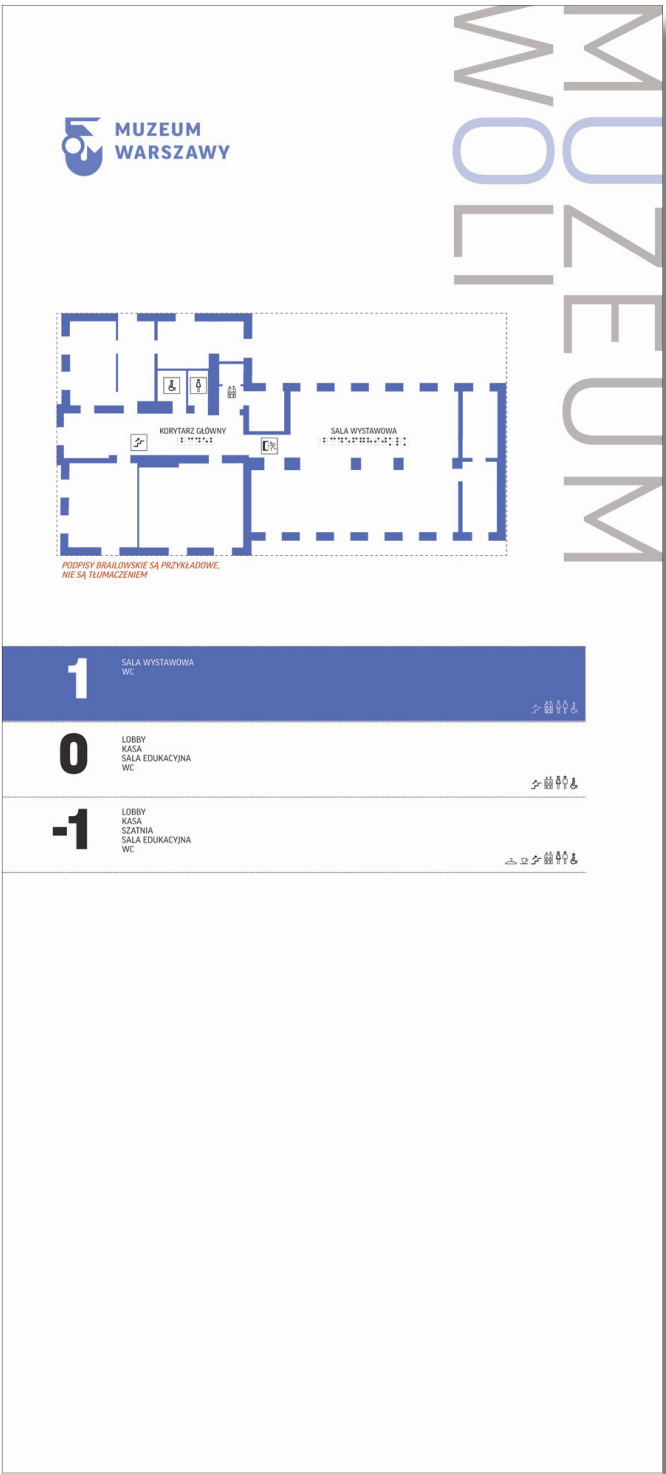 MUZEUM
WOLI
MUZEUM
WARSZAWY
KORYTARZ GŁÓWNY
SALA WYSTAWOWA
PODPISY BRAILOWSKIE SĄ PRZYKŁADOWE,
NIE SĄ TŁUMACZENIEM
1
SALA WYSTAWOWA
WC
0
LOBBY
KASA
SALA EDUKACYJNA
WC
-1
LOBBY
KASA
SZATNIA
SALA EDUKACYJNA
WC